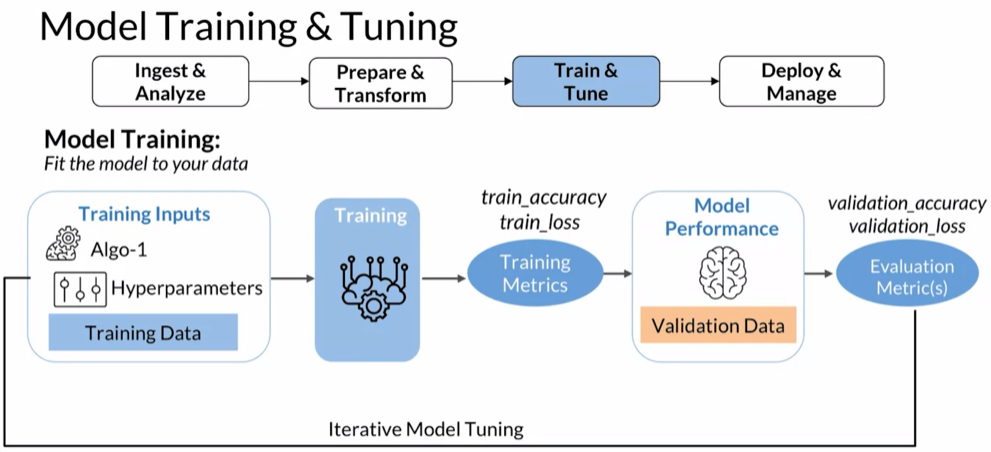 Model Training & Tuning
Ingest &
Analyze
Prepare &
Transform
Train &
Tune
Deploy &
Manage
Model Training:
Fit the model to your data
Training Inputs
Algo-1
Hyperparameters
Training Data
Training
train_accuracy
train_loss
Training
Metrics
Model
Performance
Validation Data
validation_accuracy
validation_loss
Evaluation
Metric(s)
Iterative Model Tuning